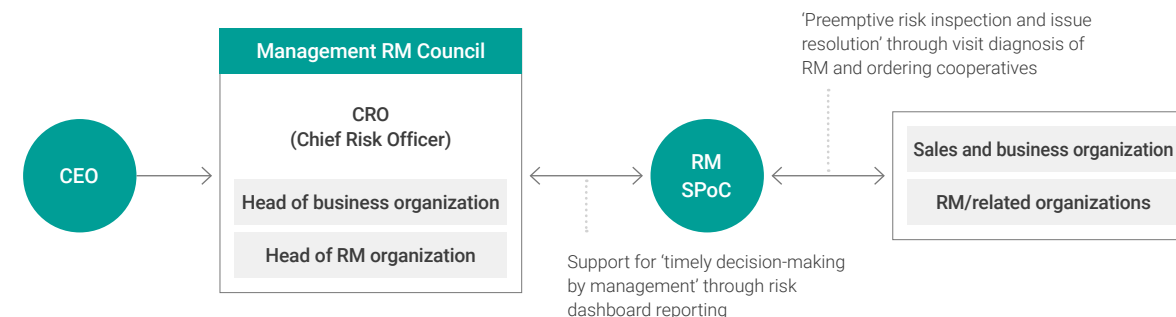 'Preemptive risk inspection and issue
resolution' through visit diagnosis of
RM and ordering cooperatives
Management RM Council
CRO
(Chief Risk Officer)
CEO
RM
SPoC
Sales and business organization
Head of business organization
RM/related organizations
Head of RM organization
Support for 'timely decision-making
by management' through risk
dashboard reporting